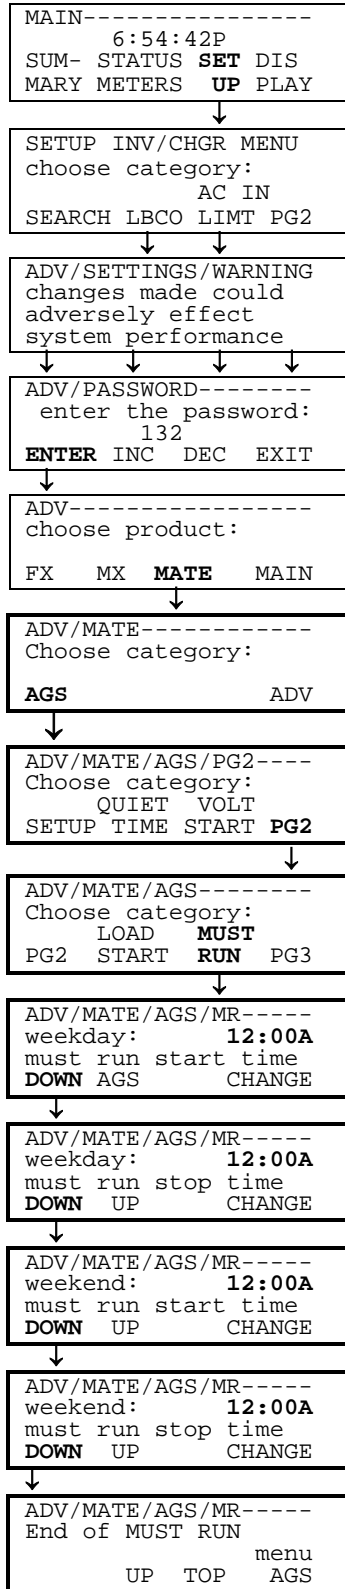 MAIN-----------------
6:54:42P
SUM- STATUS SET DIS
MARY METERS UP PLAY
SETUP INV/CHGR MENU
choose category:
AC IN
SEARCH LBCO LIMT PG2
ADV/SETTINGS/WARNING
changes made could
adversely effect
system performance
ADV/PASSWORD--------
enter the password:
132
ENTER INC DEC EXIT
ADV-----------------
choose product:
FX MX MATE MAIN
ADV/MATE------------
Choose category:
AGS ADV
ADV/MATE/AGS/PG2----
Choose category:
QUIET VOLT
SETUP TIME START PG2
ADV/MATE/AGS--------
Choose category:
LOAD MUST
PG2 START RUN PG3
ADV/MATE/AGS/MR-----
weekday: 12:00A
must run start time
DOWN AGS CHANGE
ADV/MATE/AGS/MR-----
weekday: 12:00A
must run stop time
DOWN UP CHANGE
ADV/MATE/AGS/MR-----
weekend: 12:00A
must run start time
DOWN UP CHANGE
ADV/MATE/AGS/MR-----
weekend: 12:00A
must run stop time
DOWN UP CHANGE
ADV/MATE/AGS/MR-----
End of MUST RUN
menu
UP TOP AGS